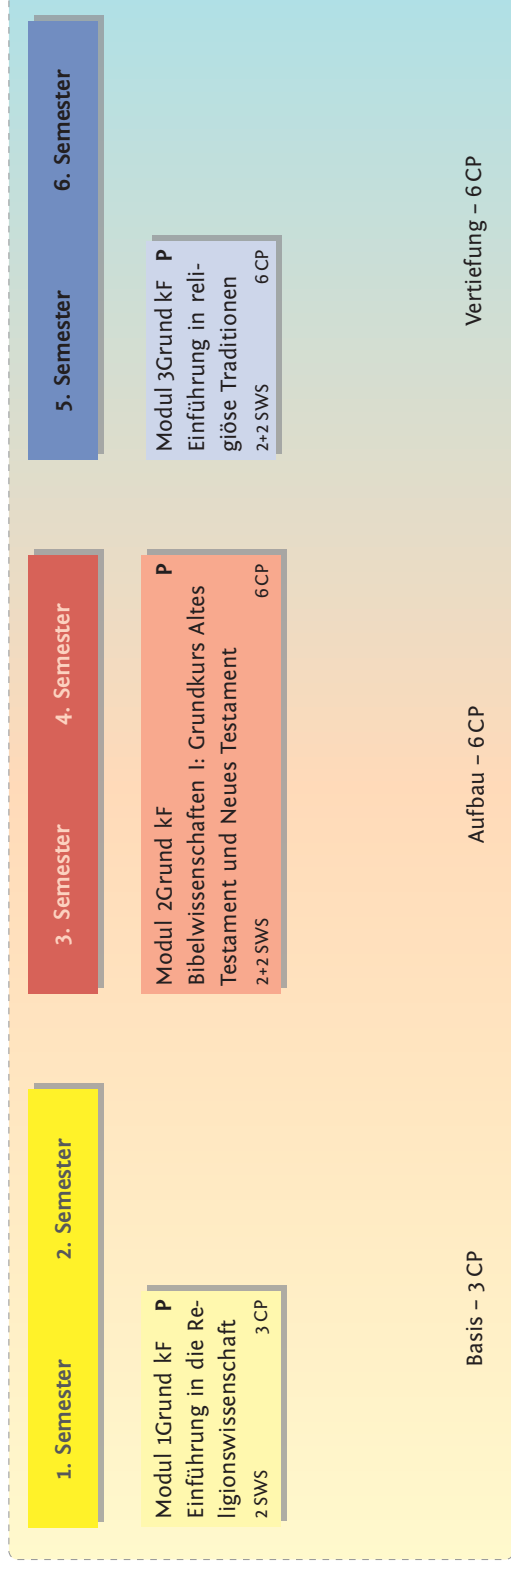 1. Semester
2. Semester
3. Semester
4. Semester
5. Semester
6. Semester
Modul 1Grund kF P
Einführung in die Re-
ligionswissenschaft
2 SWS 3 CP
Modul 2Grund kF P
Bibelwissenschaften I: Grundkurs Altes
Testament und Neues Testament
2+2 SWS 6 CP
Modul 3Grund kF P
Einführung in reli-
giöse Traditionen
2+2 SWS 6 CP
Basis – 3 CP
Aufbau – 6 CP
Vertiefung – 6 CP